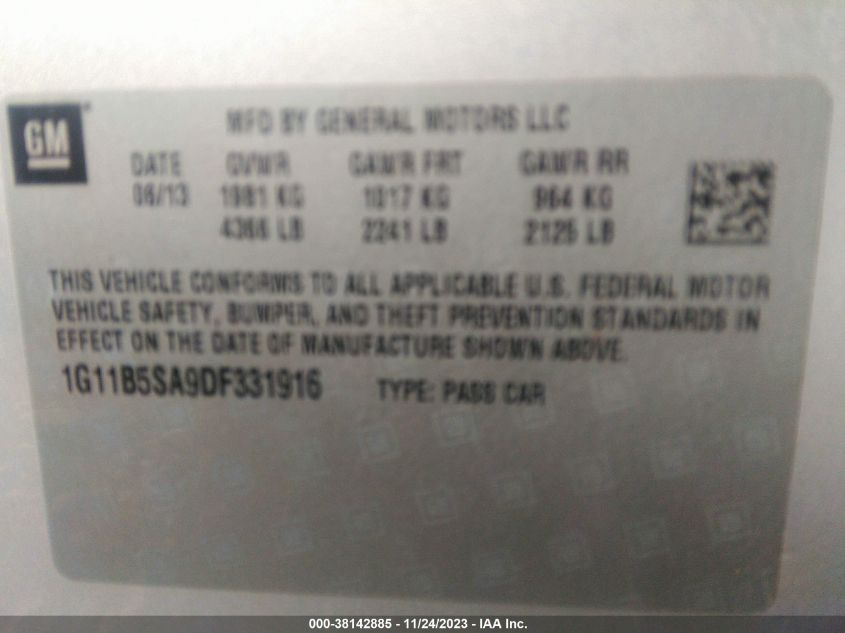 GM
MFD BY GENERAL MOTORS LLC
DATE GVWR GAWR FRT GAWR RR
06/13 1981 KG 1017 KG 964 KG
4366 LB 2241 LB 2125 LB
THIS VEHICLE CONFORMS TO ALL APPLICABLE U.S. FEDERAL MOTOR
VEHICLE SAFETY, BUMPER, AND THEFT PREVENTION STANDARDS IN
EFFECT ON THE DATE OF MANUFACTURE SHOWN ABOVE.
1G11B5SA9DF331916 TYPE: PASS CAR
000-38142885 - 11/24/2023 - IAA Inc.